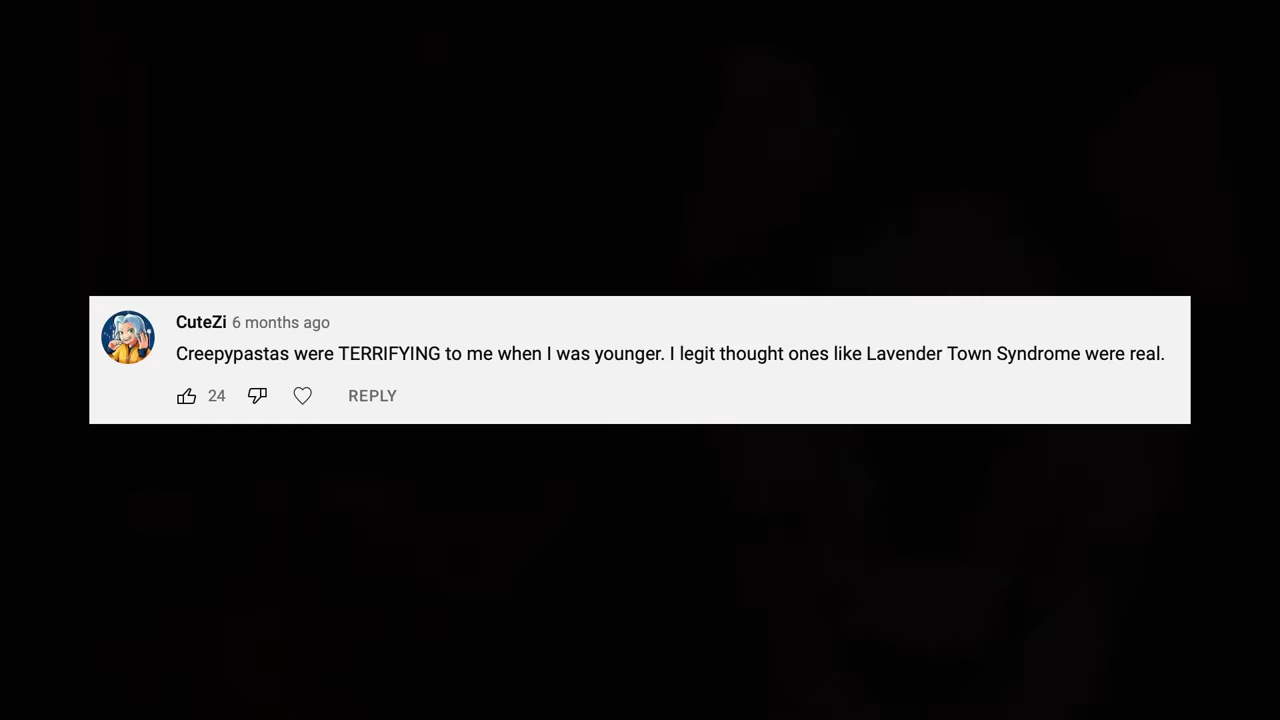 CuteZi 6 months ago
Creepypastas were TERRIFYING to me when I was younger. I legit thought ones like Lavender Town Syndrome were real.
24 REPLY